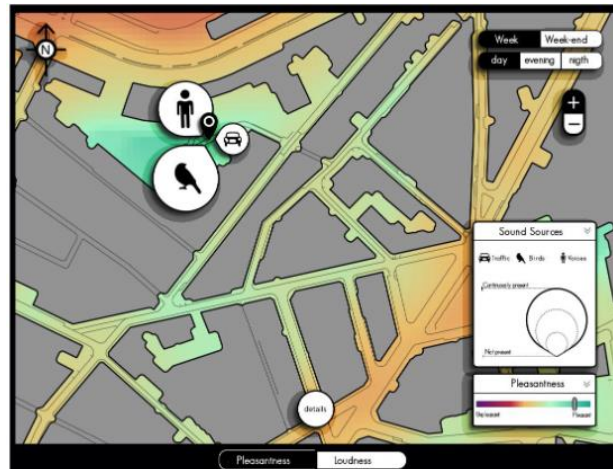 N
Week Week-end
day evening nigth
+
−
Sound Sources
Traffic Birds Voices
Continuously present
Not present
Pleasantness
Unpleasant Pleasant
details
Pleasantness Loudness